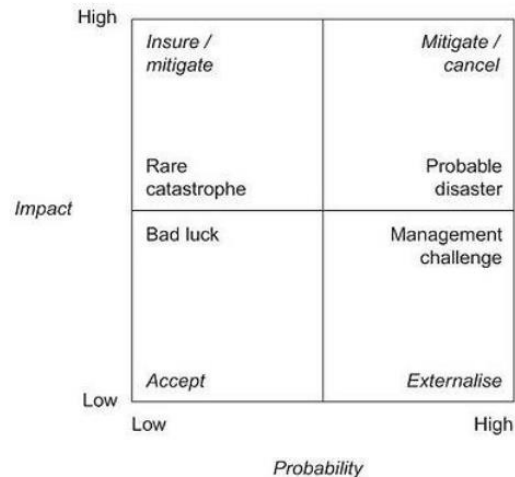 High
Insure /
mitigate
Mitigate /
cancel
Rare
catastrophe
Probable
disaster
Impact
Bad luck
Management
challenge
Accept
Externalise
Low
Low
High
Probability